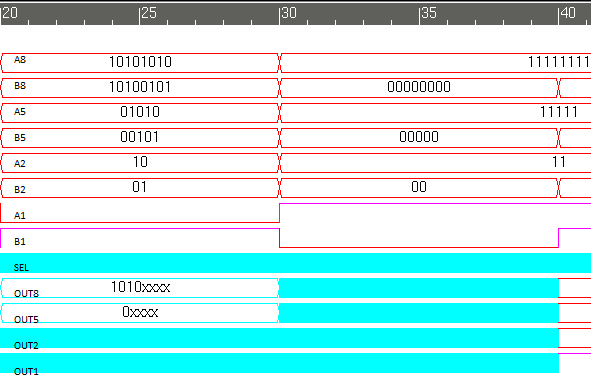 20 25 30 35 40
A8 10101010 11111111
B8 10100101 00000000
A5 01010 11111
B5 00101 00000
A2 10 11
B2 01 00
A1
B1
SEL
OUT8 1010xxxx
OUT5 0xxxx
OUT2
OUT1